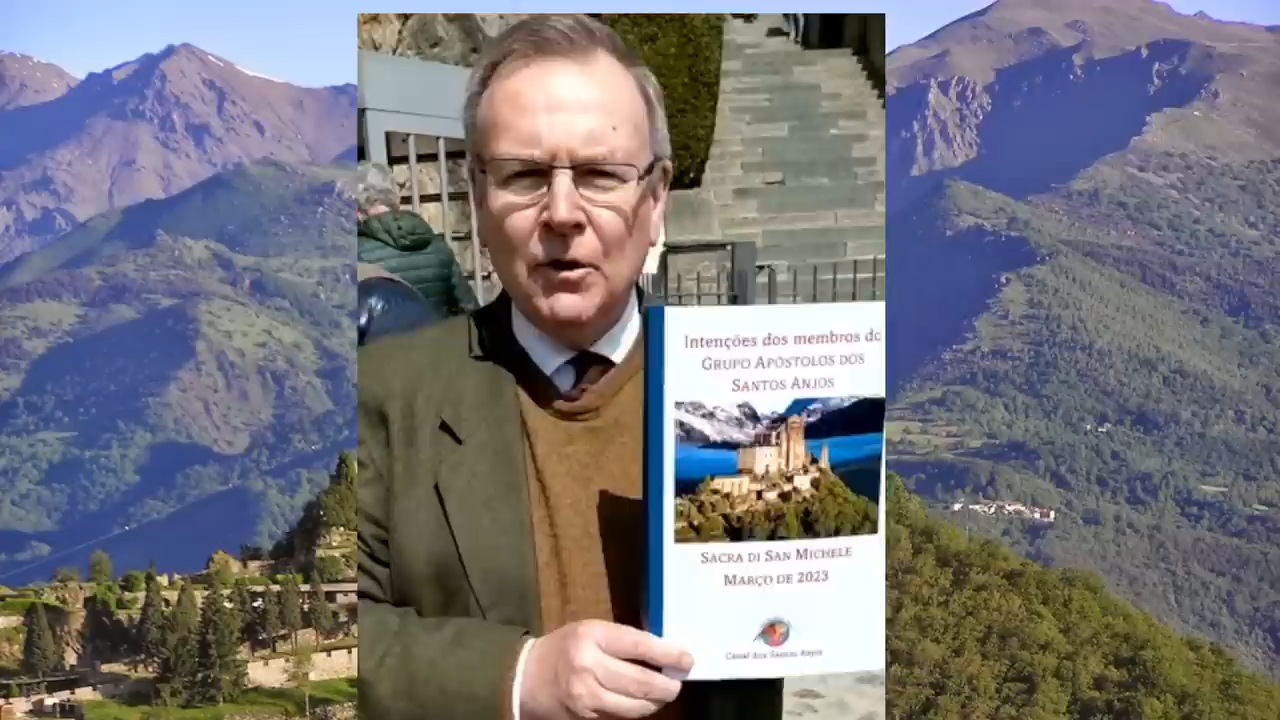 Intenções dos membros do
GRUPO APÓSTOLOS DOS
SANTOS ANJOS
SACRA DI SAN MICHELE
MARÇO DE 2023
Canal dos Santos Anjos